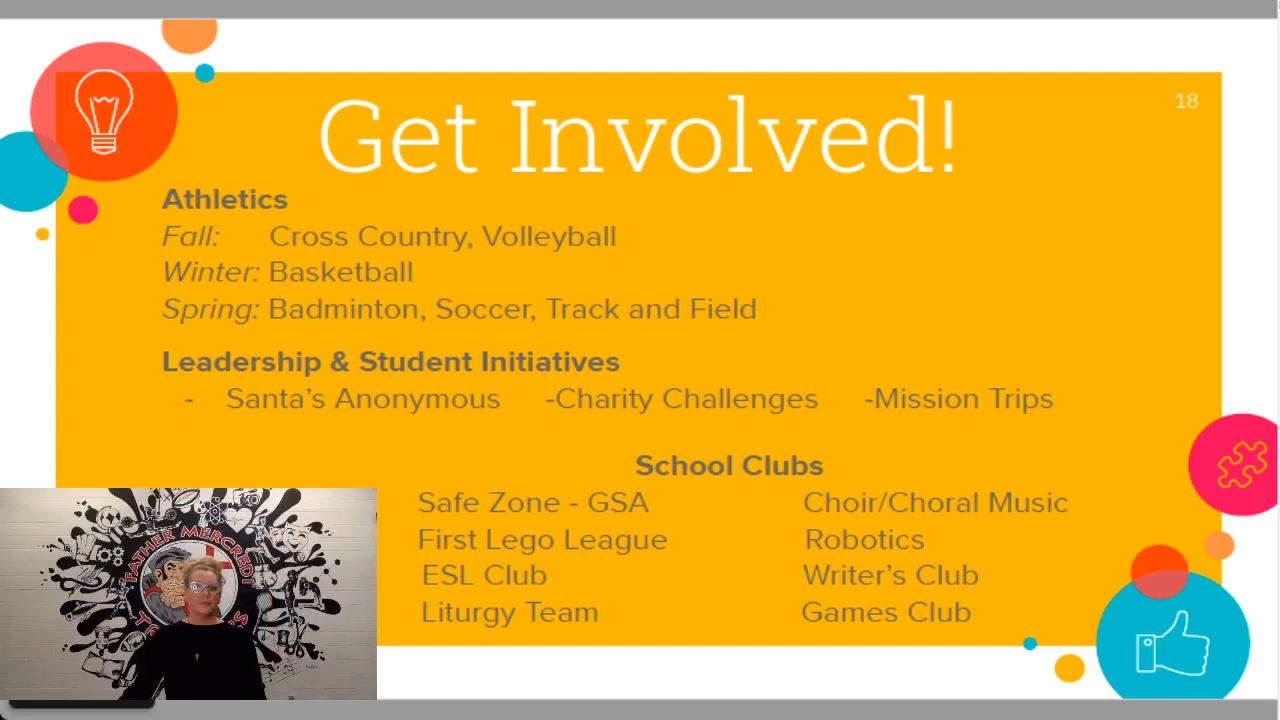 18
Get Involved!
Athletics
Fall: Cross Country, Volleyball
Winter: Basketball
Spring: Badminton, Soccer, Track and Field
Leadership & Student Initiatives
- Santa's Anonymous -Charity Challenges -Mission Trips
School Clubs
Safe Zone - GSA Choir/Choral Music
First Lego League Robotics
ESL Club Writer's Club
Liturgy Team Games Club
FATHER MERCREDI